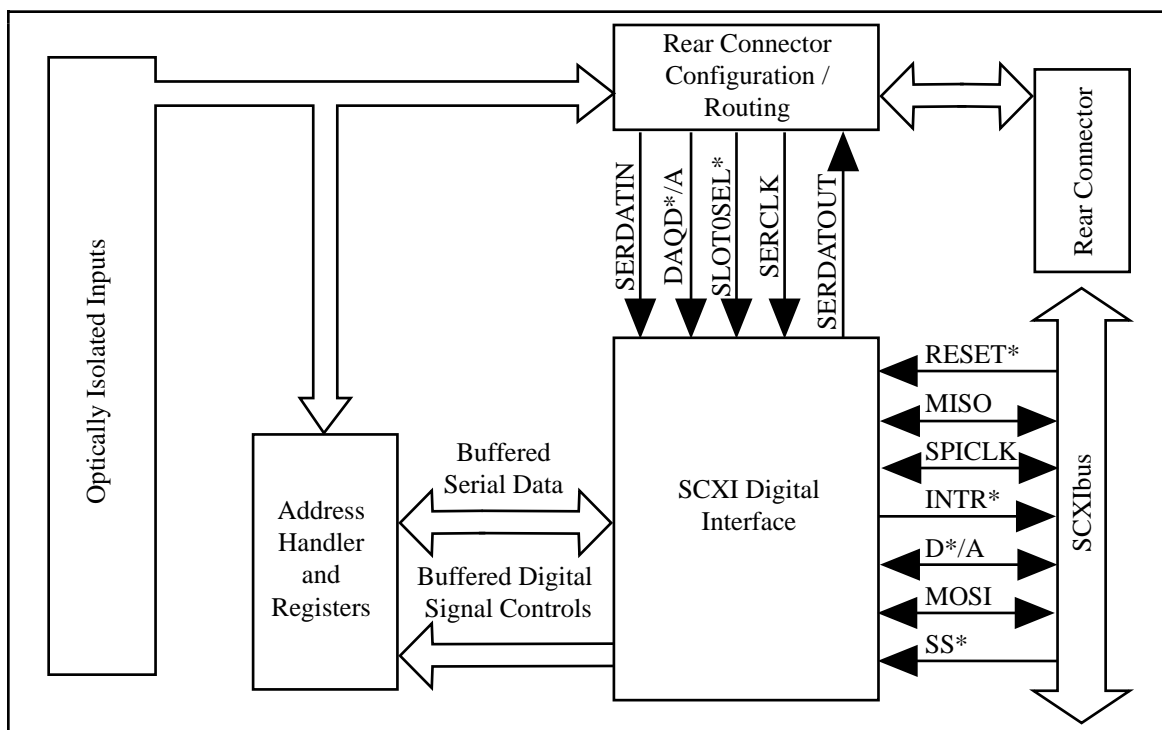 Rear Connector
Configuration /
Routing
Rear Connector
Optically Isolated Inputs
SERDATIN
DAQD*/A
SLOT0SEL*
SERCLK
SERDATOUT
RESET*
MISO
SPICLK
INTR*
D*/A
MOSI
SS*
SCXIbus
Buffered
Serial Data
SCXI Digital
Interface
Address
Handler
and
Registers
Buffered Digital
Signal Controls